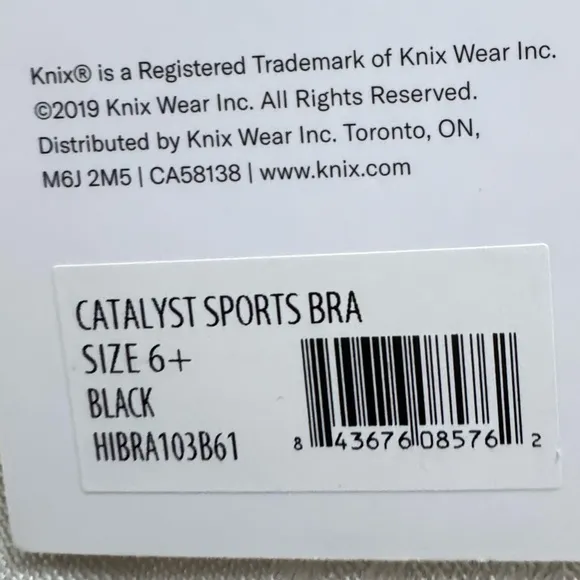 Knix® is a Registered Trademark of Knix Wear Inc.
©2019 Knix Wear Inc. All Rights Reserved.
Distributed by Knix Wear Inc. Toronto, ON,
M6J 2M5 | CA58138 | www.knix.com
CATALYST SPORTS BRA
SIZE 6+
BLACK
HIBRA103B61
8 43676 08576 2